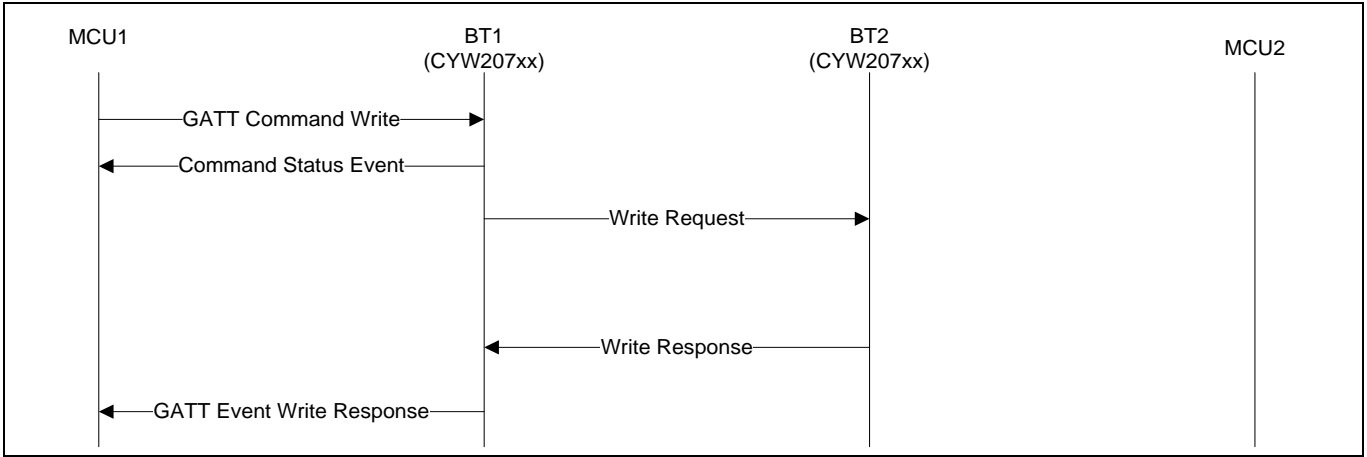 MCU1
BT1
(CYW207xx)
BT2
(CYW207xx)
MCU2
GATT Command Write
Command Status Event
Write Request
Write Response
GATT Event Write Response